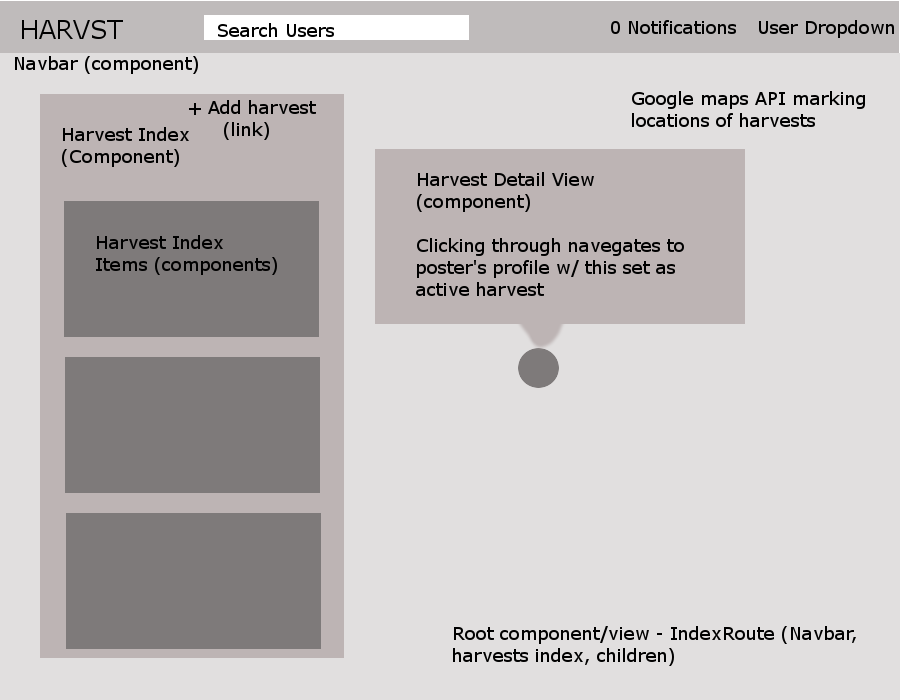 HARVST
Search Users
0 Notifications
User Dropdown
Navbar (component)
+ Add harvest
(link)
Harvest Index
(Component)
Harvest Index
Items (components)
Google maps API marking
locations of harvests
Harvest Detail View
(component)
Clicking through navegates to
poster's profile w/ this set as
active harvest
Root component/view - IndexRoute (Navbar,
harvests index, children)